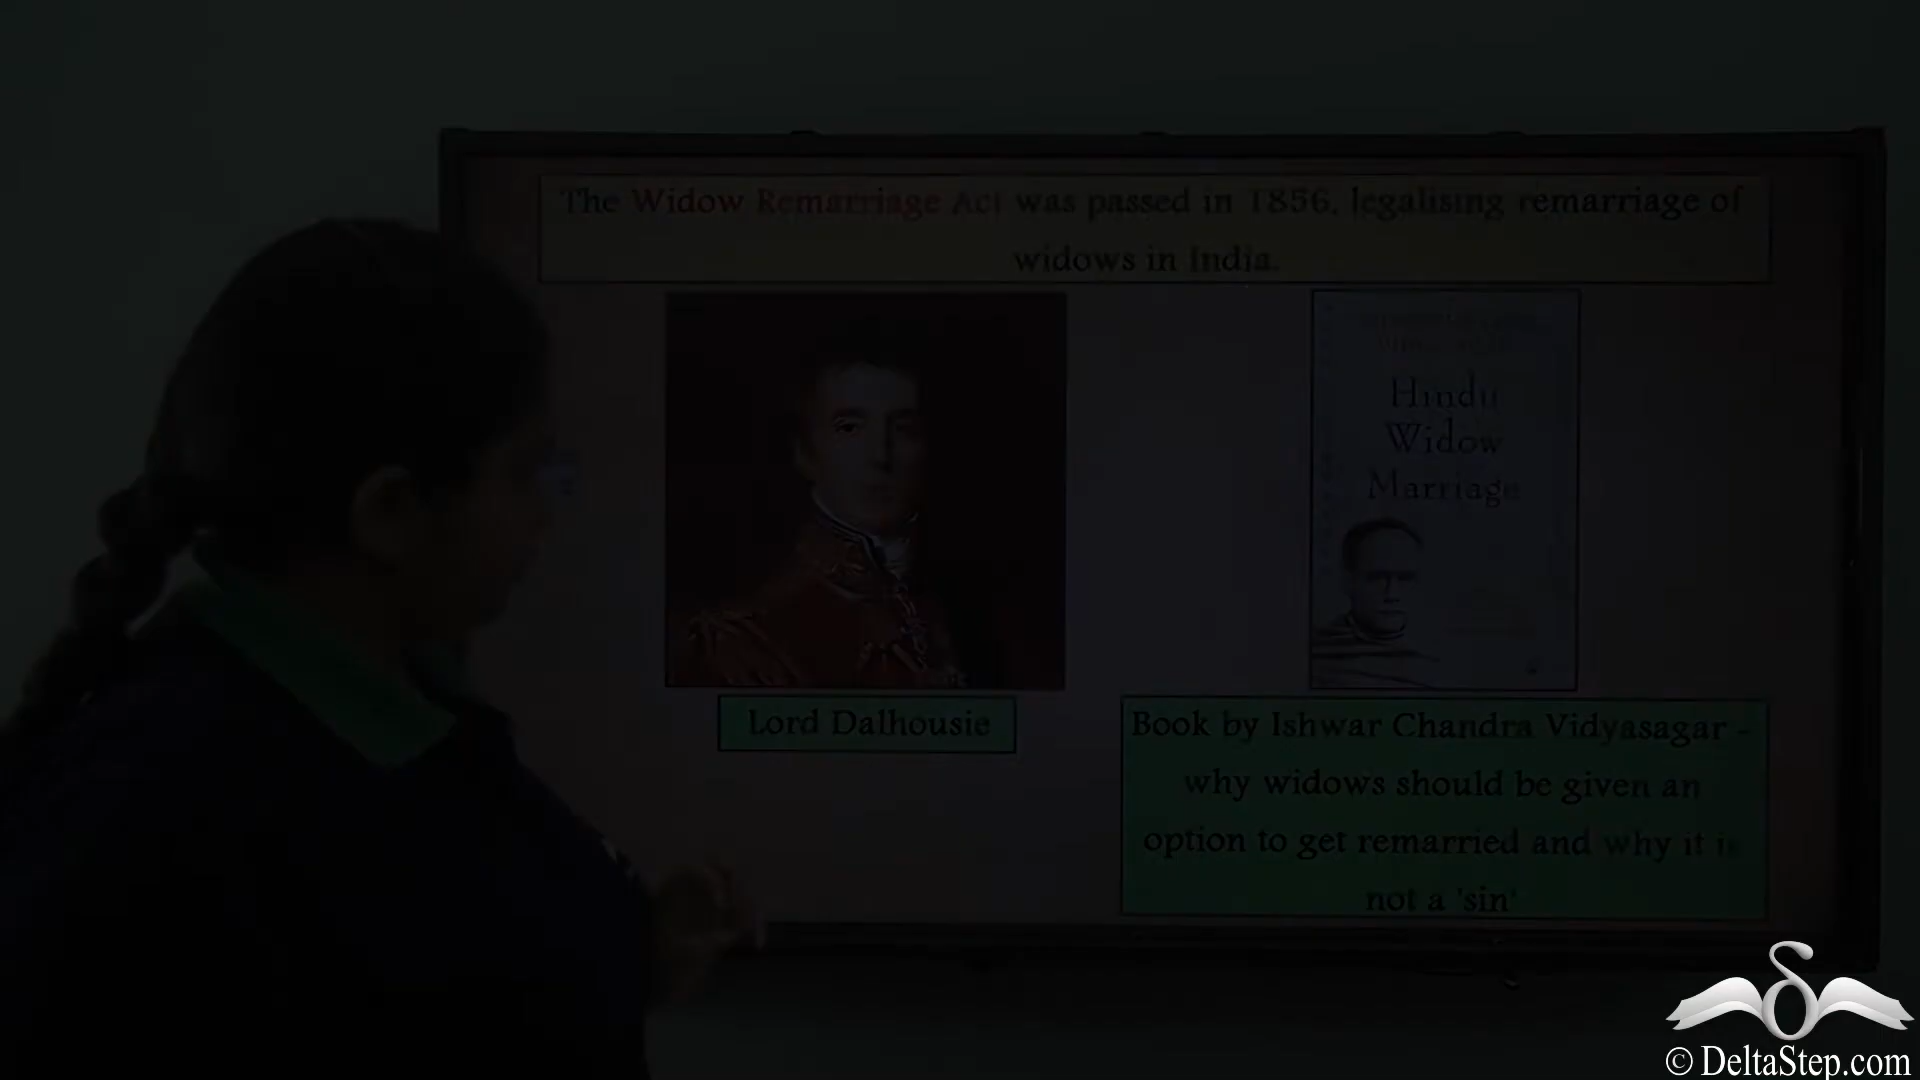 The Widow Remarriage Act was passed in 1856, legalising remarriage of
widows in India.
Hindu
Widow
Marriage
Lord Dalhousie
Book by Ishwar Chandra Vidyasagar -
why widows should be given an
option to get remarried and why it is
not a 'sin'
© DeltaStep.com